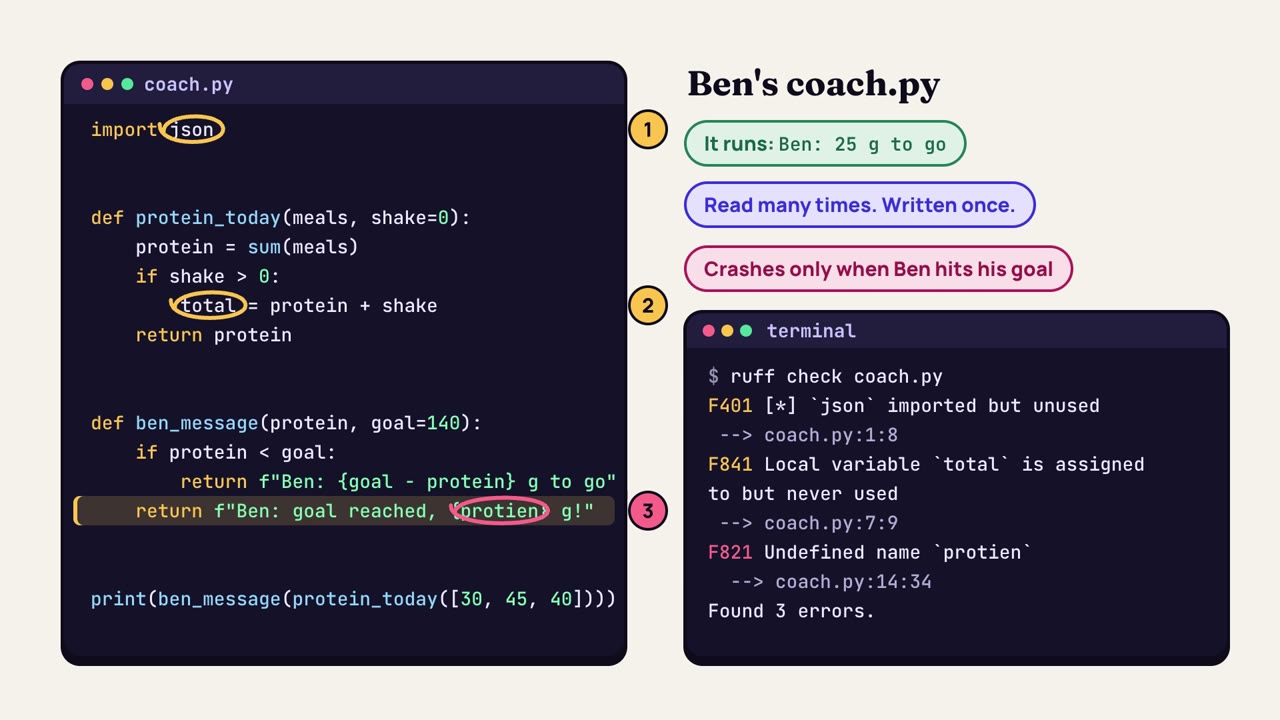 coach.py
import json
def protein_today(meals, shake=0):
    protein = sum(meals)
    if shake > 0:
        total = protein + shake
    return protein
def ben_message(protein, goal=140):
    if protein < goal:
        return f"Ben: {goal - protein} g to go"
    return f"Ben: goal reached, {protien} g!"
print(ben_message(protein_today([30, 45, 40])))
1
2
3
Ben's coach.py
It runs: Ben: 25 g to go
Read many times. Written once.
Crashes only when Ben hits his goal
terminal
$ ruff check coach.py
F401 [*] `json` imported but unused
 --> coach.py:1:8
F841 Local variable `total` is assigned
to but never used
 --> coach.py:7:9
F821 Undefined name `protien`
  --> coach.py:14:34
Found 3 errors.